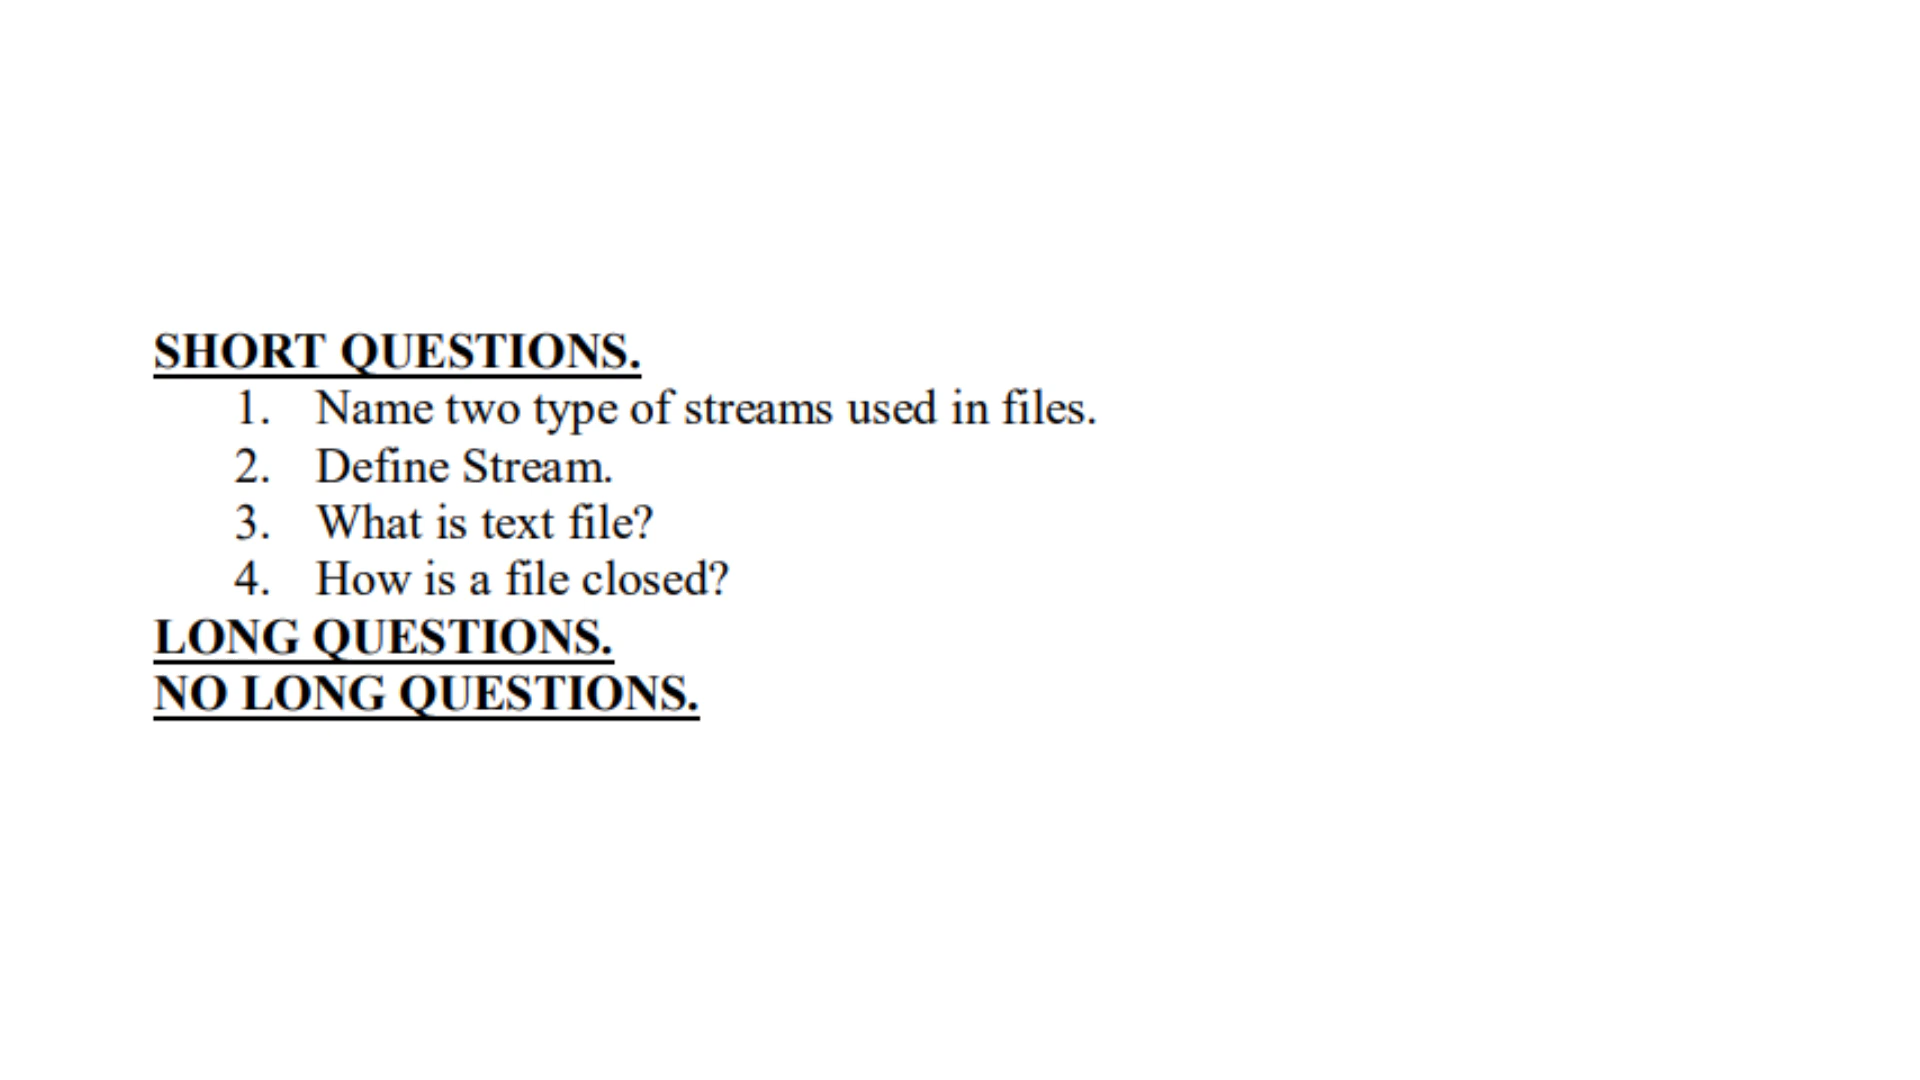 SHORT QUESTIONS.
1. Name two type of streams used in files.
2. Define Stream.
3. What is text file?
4. How is a file closed?
LONG QUESTIONS.
NO LONG QUESTIONS.